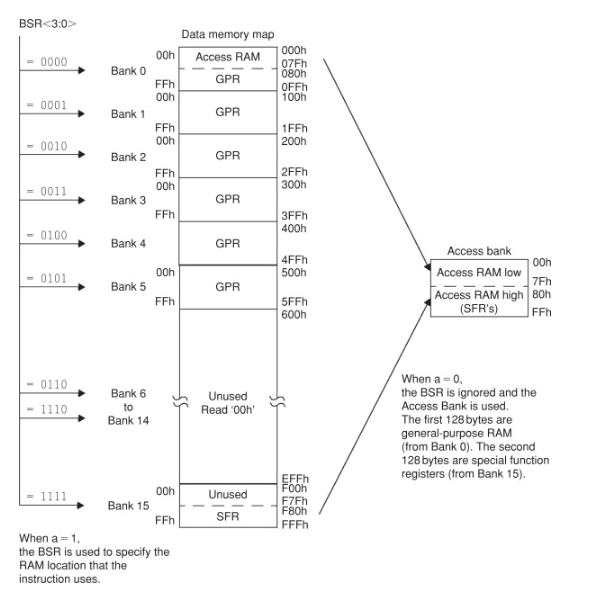 BSR<3:0>
Data memory map
= 0000
Bank 0
00h
Access RAM
000h
07Fh
FFh
GPR
080h
0FFh
= 0001
Bank 1
00h
GPR
100h
FFh
1FFh
= 0010
Bank 2
GPR
200h
FFh
2FFh
= 0011
Bank 3
00h
GPR
300h
FFh
3FFh
= 0100
Bank 4
GPR
400h
4FFh
= 0101
Bank 5
00h
GPR
500h
FFh
5FFh
600h
= 0110
= 1110
Bank 6
to
Bank 14
Unused
Read '00h'
EFFh
= 1111
Bank 15
00h
Unused
F00h
F7Fh
FFh
SFR
F80h
FFFh
Access bank
Access RAM low
00h
7Fh
Access RAM high
(SFR's)
80h
FFh
When a = 0,
the BSR is ignored and the
Access Bank is used.
The first 128 bytes are
general-purpose RAM
(from Bank 0). The second
128 bytes are special function
registers (from Bank 15).
When a = 1,
the BSR is used to specify the
RAM location that the
instruction uses.